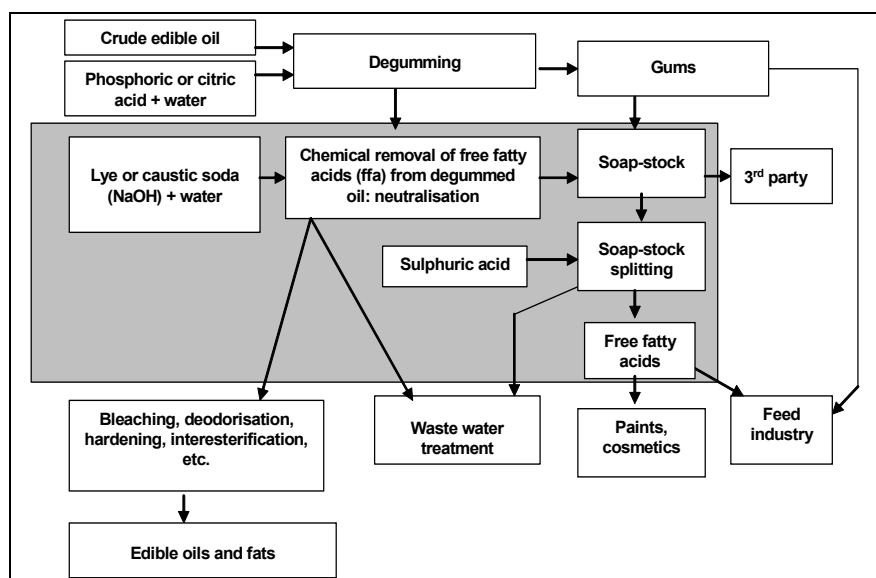 Crude edible oil
Degumming
Gums
Phosphoric or citric
acid + water
Lye or caustic soda
(NaOH) + water
Chemical removal of free fatty
acids (ffa) from degummed
oil: neutralisation
Soap-stock
3rd party
Sulphuric acid
Soap-stock
splitting
Free fatty
acids
Bleaching, deodorisation,
hardening, interesterification,
etc.
Waste water
treatment
Paints,
cosmetics
Feed
industry
Edible oils and fats